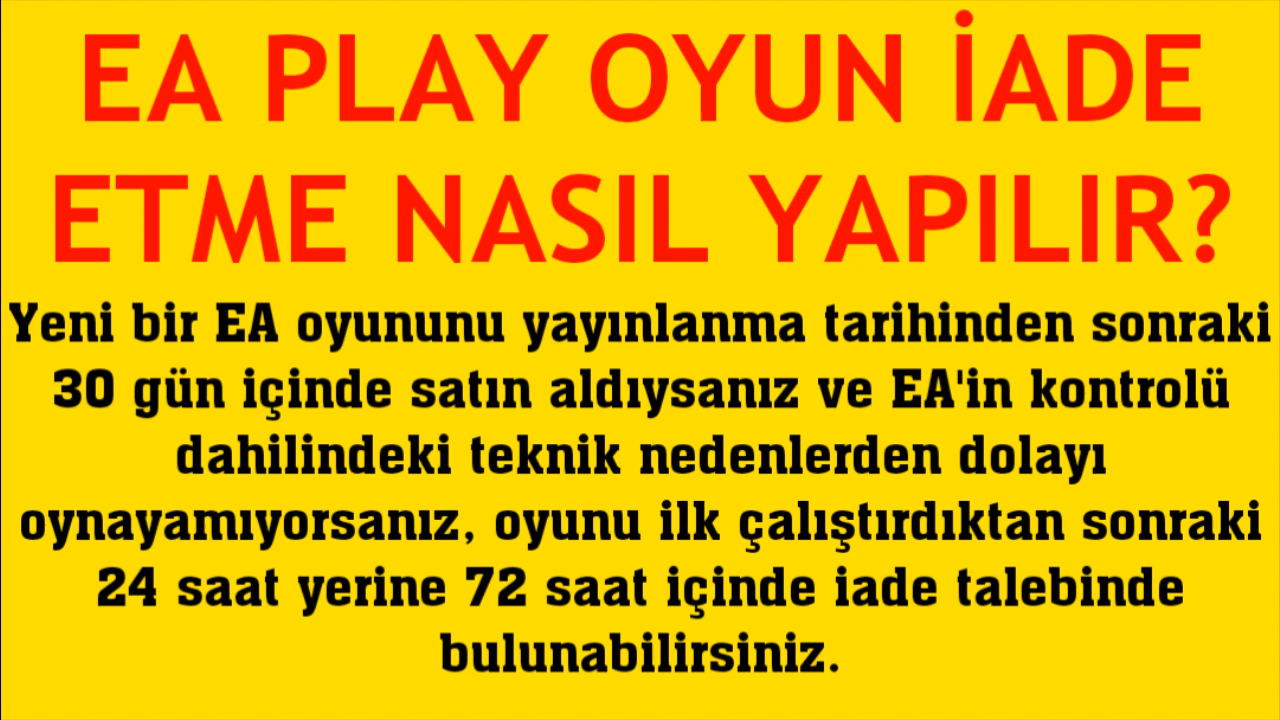 EA PLAY OYUN İADE
ETME NASIL YAPILIR?
Yeni bir EA oyununu yayınlanma tarihinden sonraki
30 gün içinde satın aldıysanız ve EA'in kontrolü
dahilindeki teknik nedenlerden dolayı
oynayamıyorsanız, oyunu ilk çalıştırdıktan sonraki
24 saat yerine 72 saat içinde iade talebinde
bulunabilirsiniz.